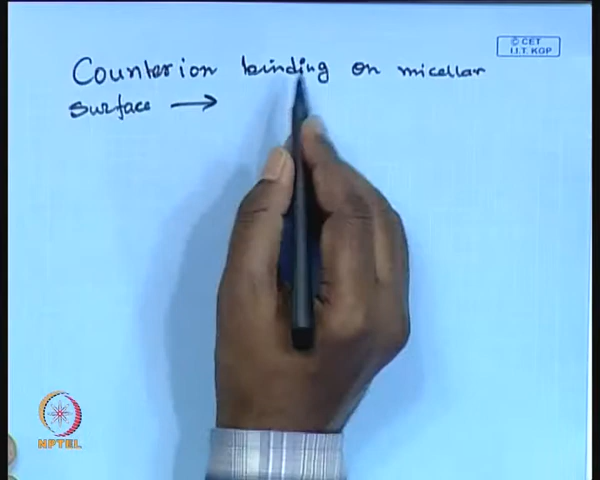 Counterion binding on micellar
surface →
© CET
I.I.T. KGP
NPTEL